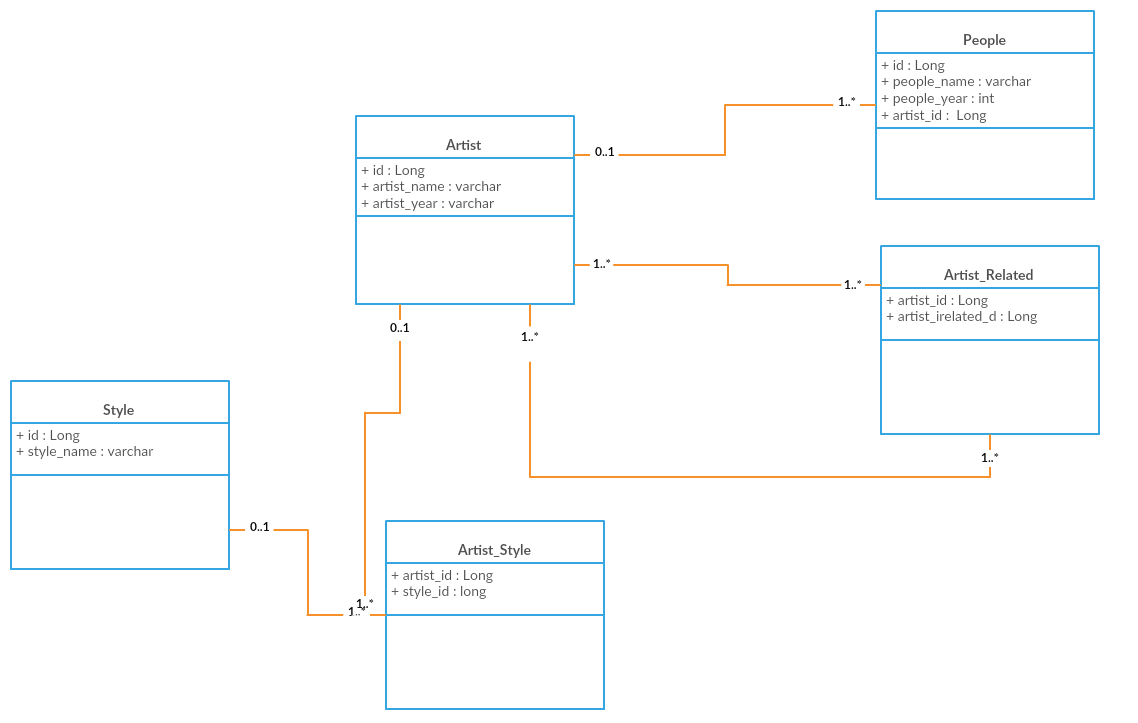 People
+ id : Long
+ people_name : varchar
+ people_year : int
+ artist_id :  Long
1..*
Artist
+ id : Long
+ artist_name : varchar
+ artist_year : varchar
0..1
1..*
1..*
Artist_Related
+ artist_id : Long
+ artist_irelated_d : Long
0..1
1..*
1..*
Style
+ id : Long
+ style_name : varchar
0..1
Artist_Style
+ artist_id : Long
+ style_id : long
1..*
1..*